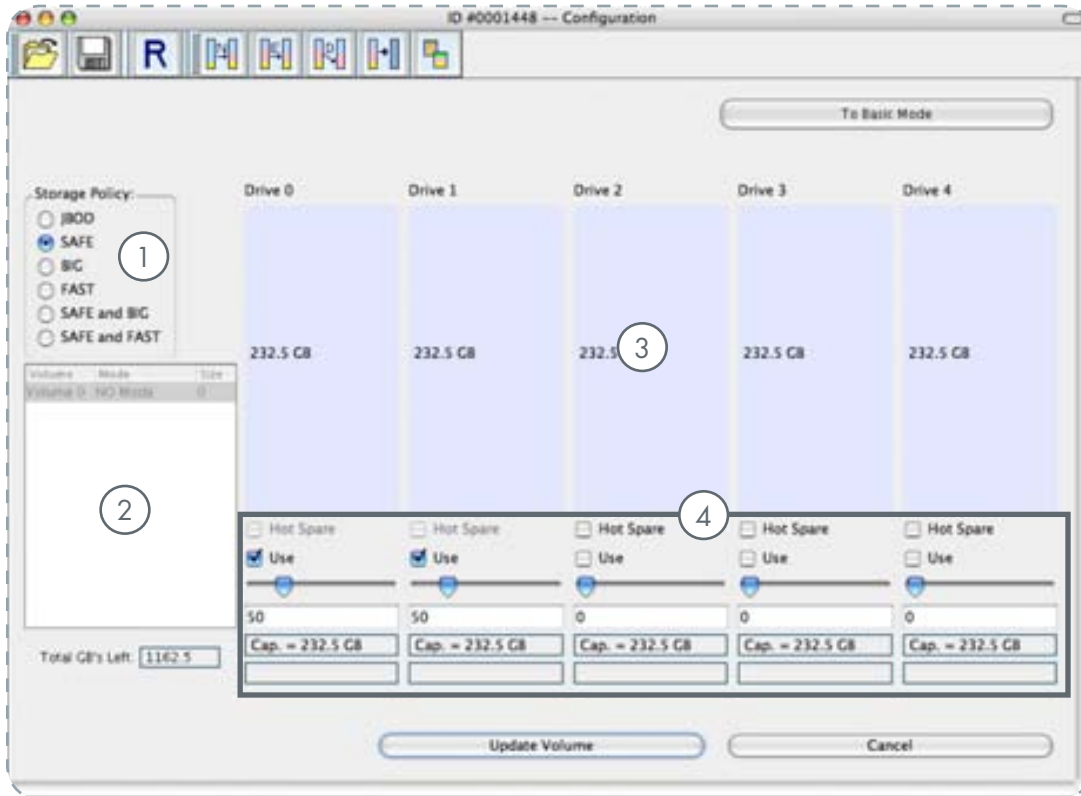 ID #0001448 -- Configuration
R
To Basic Mode
Storage Policy:
JBOD
SAFE
BIG
FAST
SAFE and BIG
SAFE and FAST
1
Drive 0 Drive 1 Drive 2 Drive 3 Drive 4
232.5 GB 232.5 GB 232.5 3 232.5 GB 232.5 GB
Volume Mode Size
Volume 0 NO Mode 0
2
4
Hot Spare Hot Spare Hot Spare Hot Spare Hot Spare
Use Use Use Use Use
50 50 0 0 0
Cap. = 232.5 GB Cap. = 232.5 GB Cap. = 232.5 GB Cap. = 232.5 GB Cap. = 232.5 GB
Total GB's Left: 1162.5
Update Volume Cancel